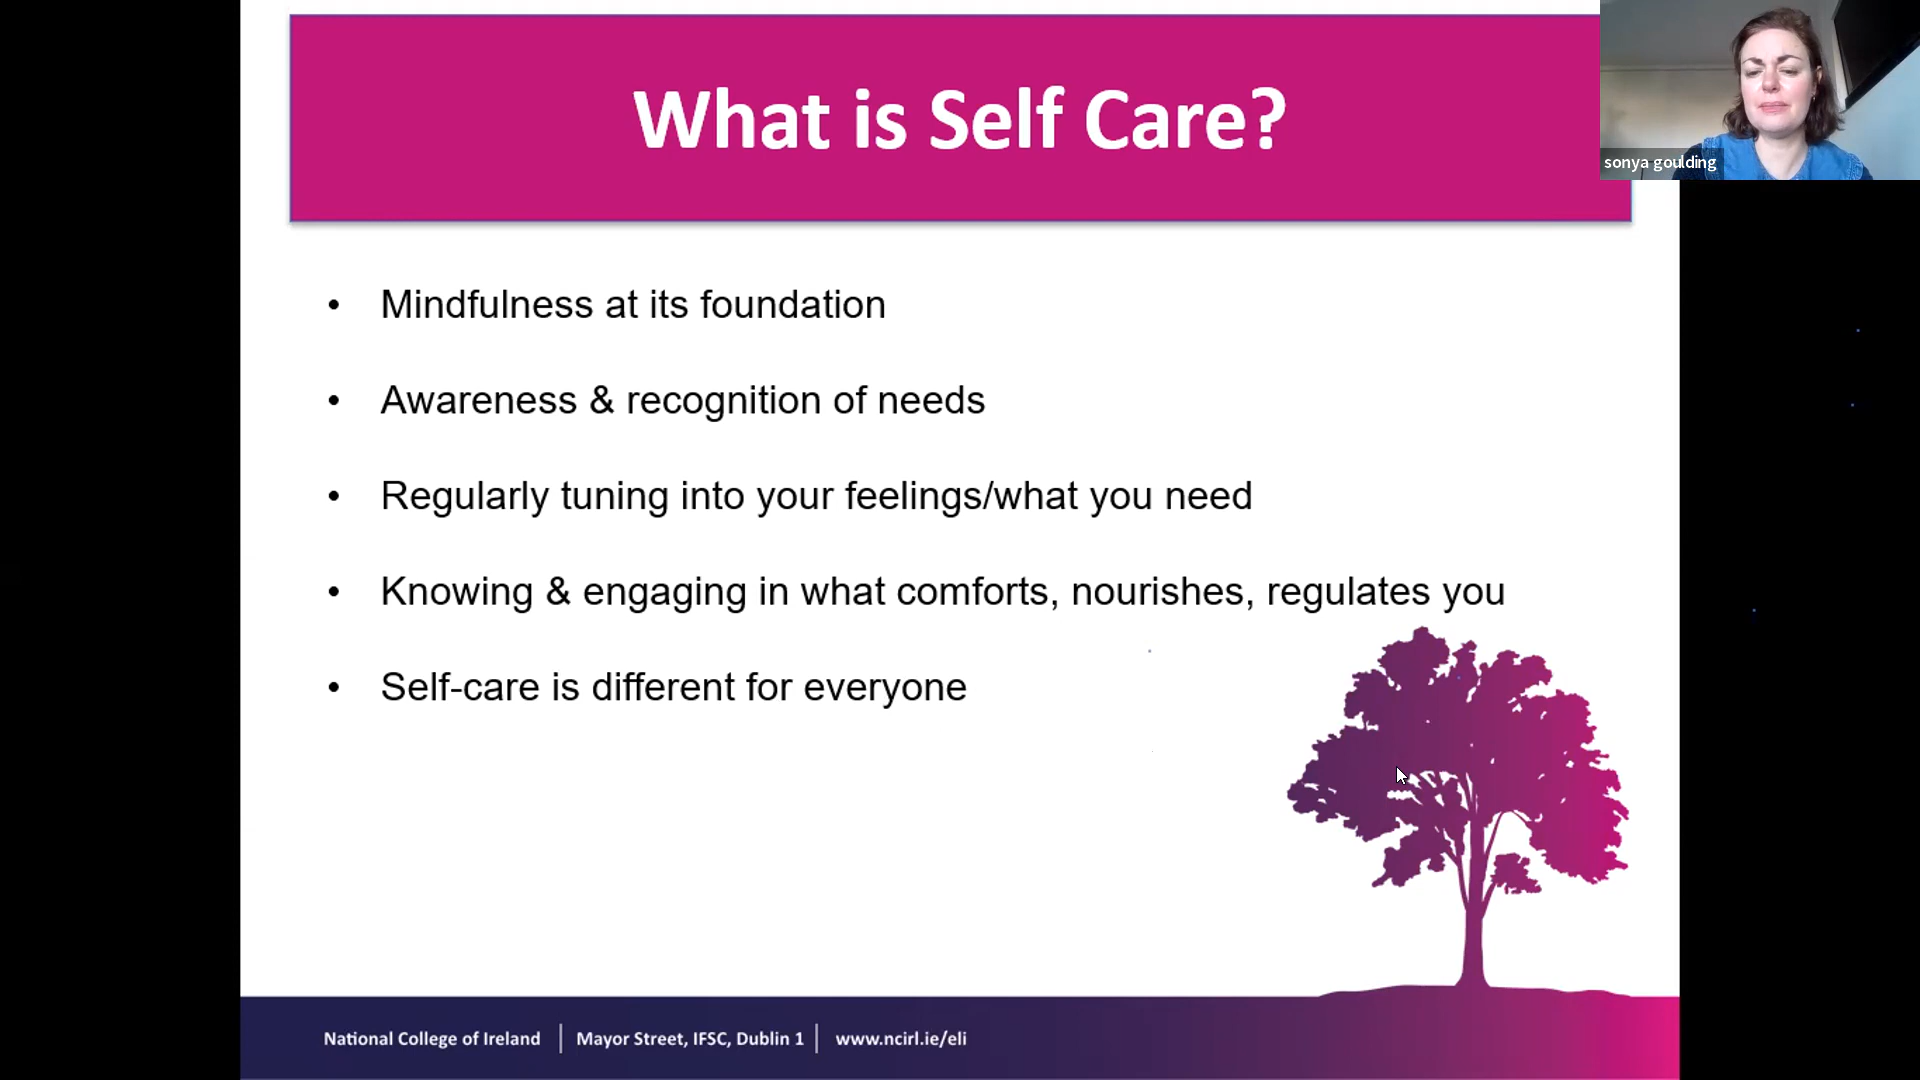 What is Self Care?
sonya goulding
• Mindfulness at its foundation
• Awareness & recognition of needs
• Regularly tuning into your feelings/what you need
• Knowing & engaging in what comforts, nourishes, regulates you
• Self-care is different for everyone
National College of Ireland | Mayor Street, IFSC, Dublin 1 | www.ncirl.ie/eli